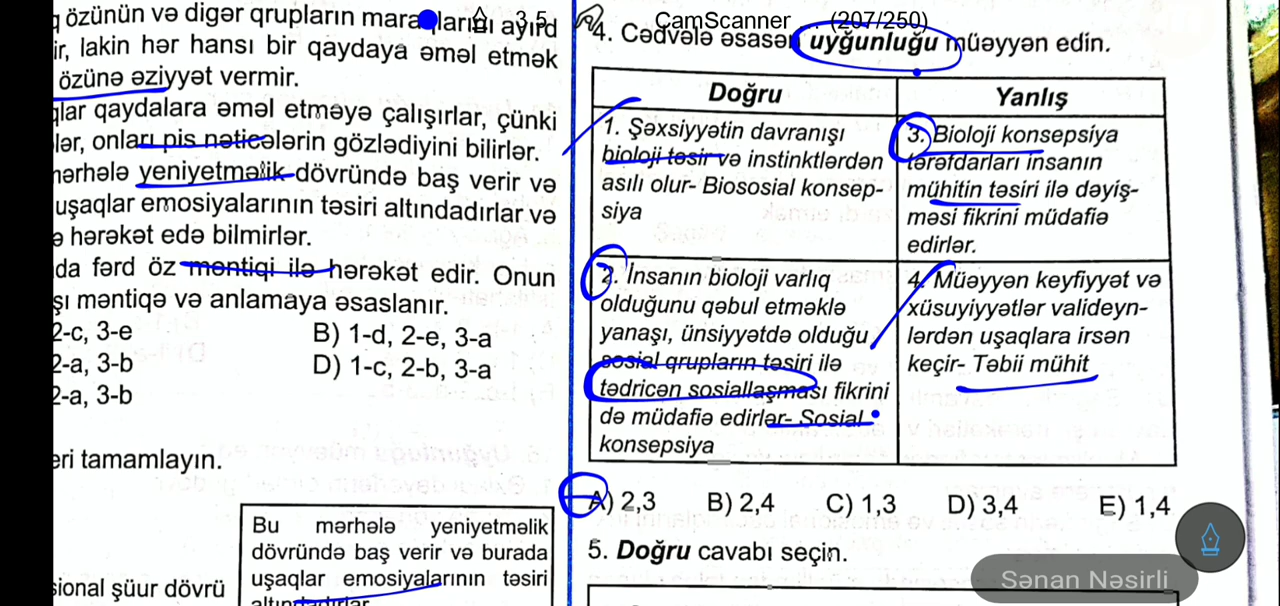 özünün və digər qrupların maraqlarını ayırd
lakin hər hansı bir qaydaya əməl etmək
özünə əziyyət vermir.
qaydalara əməl etməyə çalışırlar, çünki
onları pis nəticələrin gözlədiyini bilirlər.
yeniyetməlik dövründə baş verir və
uşaqlar emosiyalarının təsiri altındadırlar və
hərəkət edə bilmirlər.
da fərd öz məntiqi ilə hərəkət edir. Onun
məntiqə və anlamaya əsaslanır.
2-c, 3-e
B) 1-d, 2-e, 3-a
2-a, 3-b
D) 1-c, 2-b, 3-a
2-a, 3-b
tamamlayın.
Bu mərhələ yeniyetməlik
dövründə baş verir və burada
uşaqlar emosiyalarının təsiri
altındadırlar
şüur dövrü
3,5
CamScanner ... (207/250)
4. Cədvələ əsasən uyğunluğu müəyyən edin.
Doğru
Yanlış
1. Şəxsiyyətin davranışı
bioloji təsir və instinktlərdən
asılı olur- Biososial konsep-
siya
3. Bioloji konsepsiya
tərəfdarları insanın
mühitin təsiri ilə dəyiş-
məsi fikrini müdafiə
edirlər.
2. İnsanın bioloji varlıq
olduğunu qəbul etməklə
yanaşı, ünsiyyətdə olduğu
sosial qrupların təsiri ilə
tədricən sosiallaşması fikrini
də müdafiə edirlər- Sosial
konsepsiya
4. Müəyyən keyfiyyət və
xüsuyiyyətlər valideyn-
lərdən uşaqlara irsən
keçir- Təbii mühit
A) 2,3 B) 2,4 C) 1,3 D) 3,4 E) 1,4
5. Doğru cavabı seçin.
Sənan Nəsirli